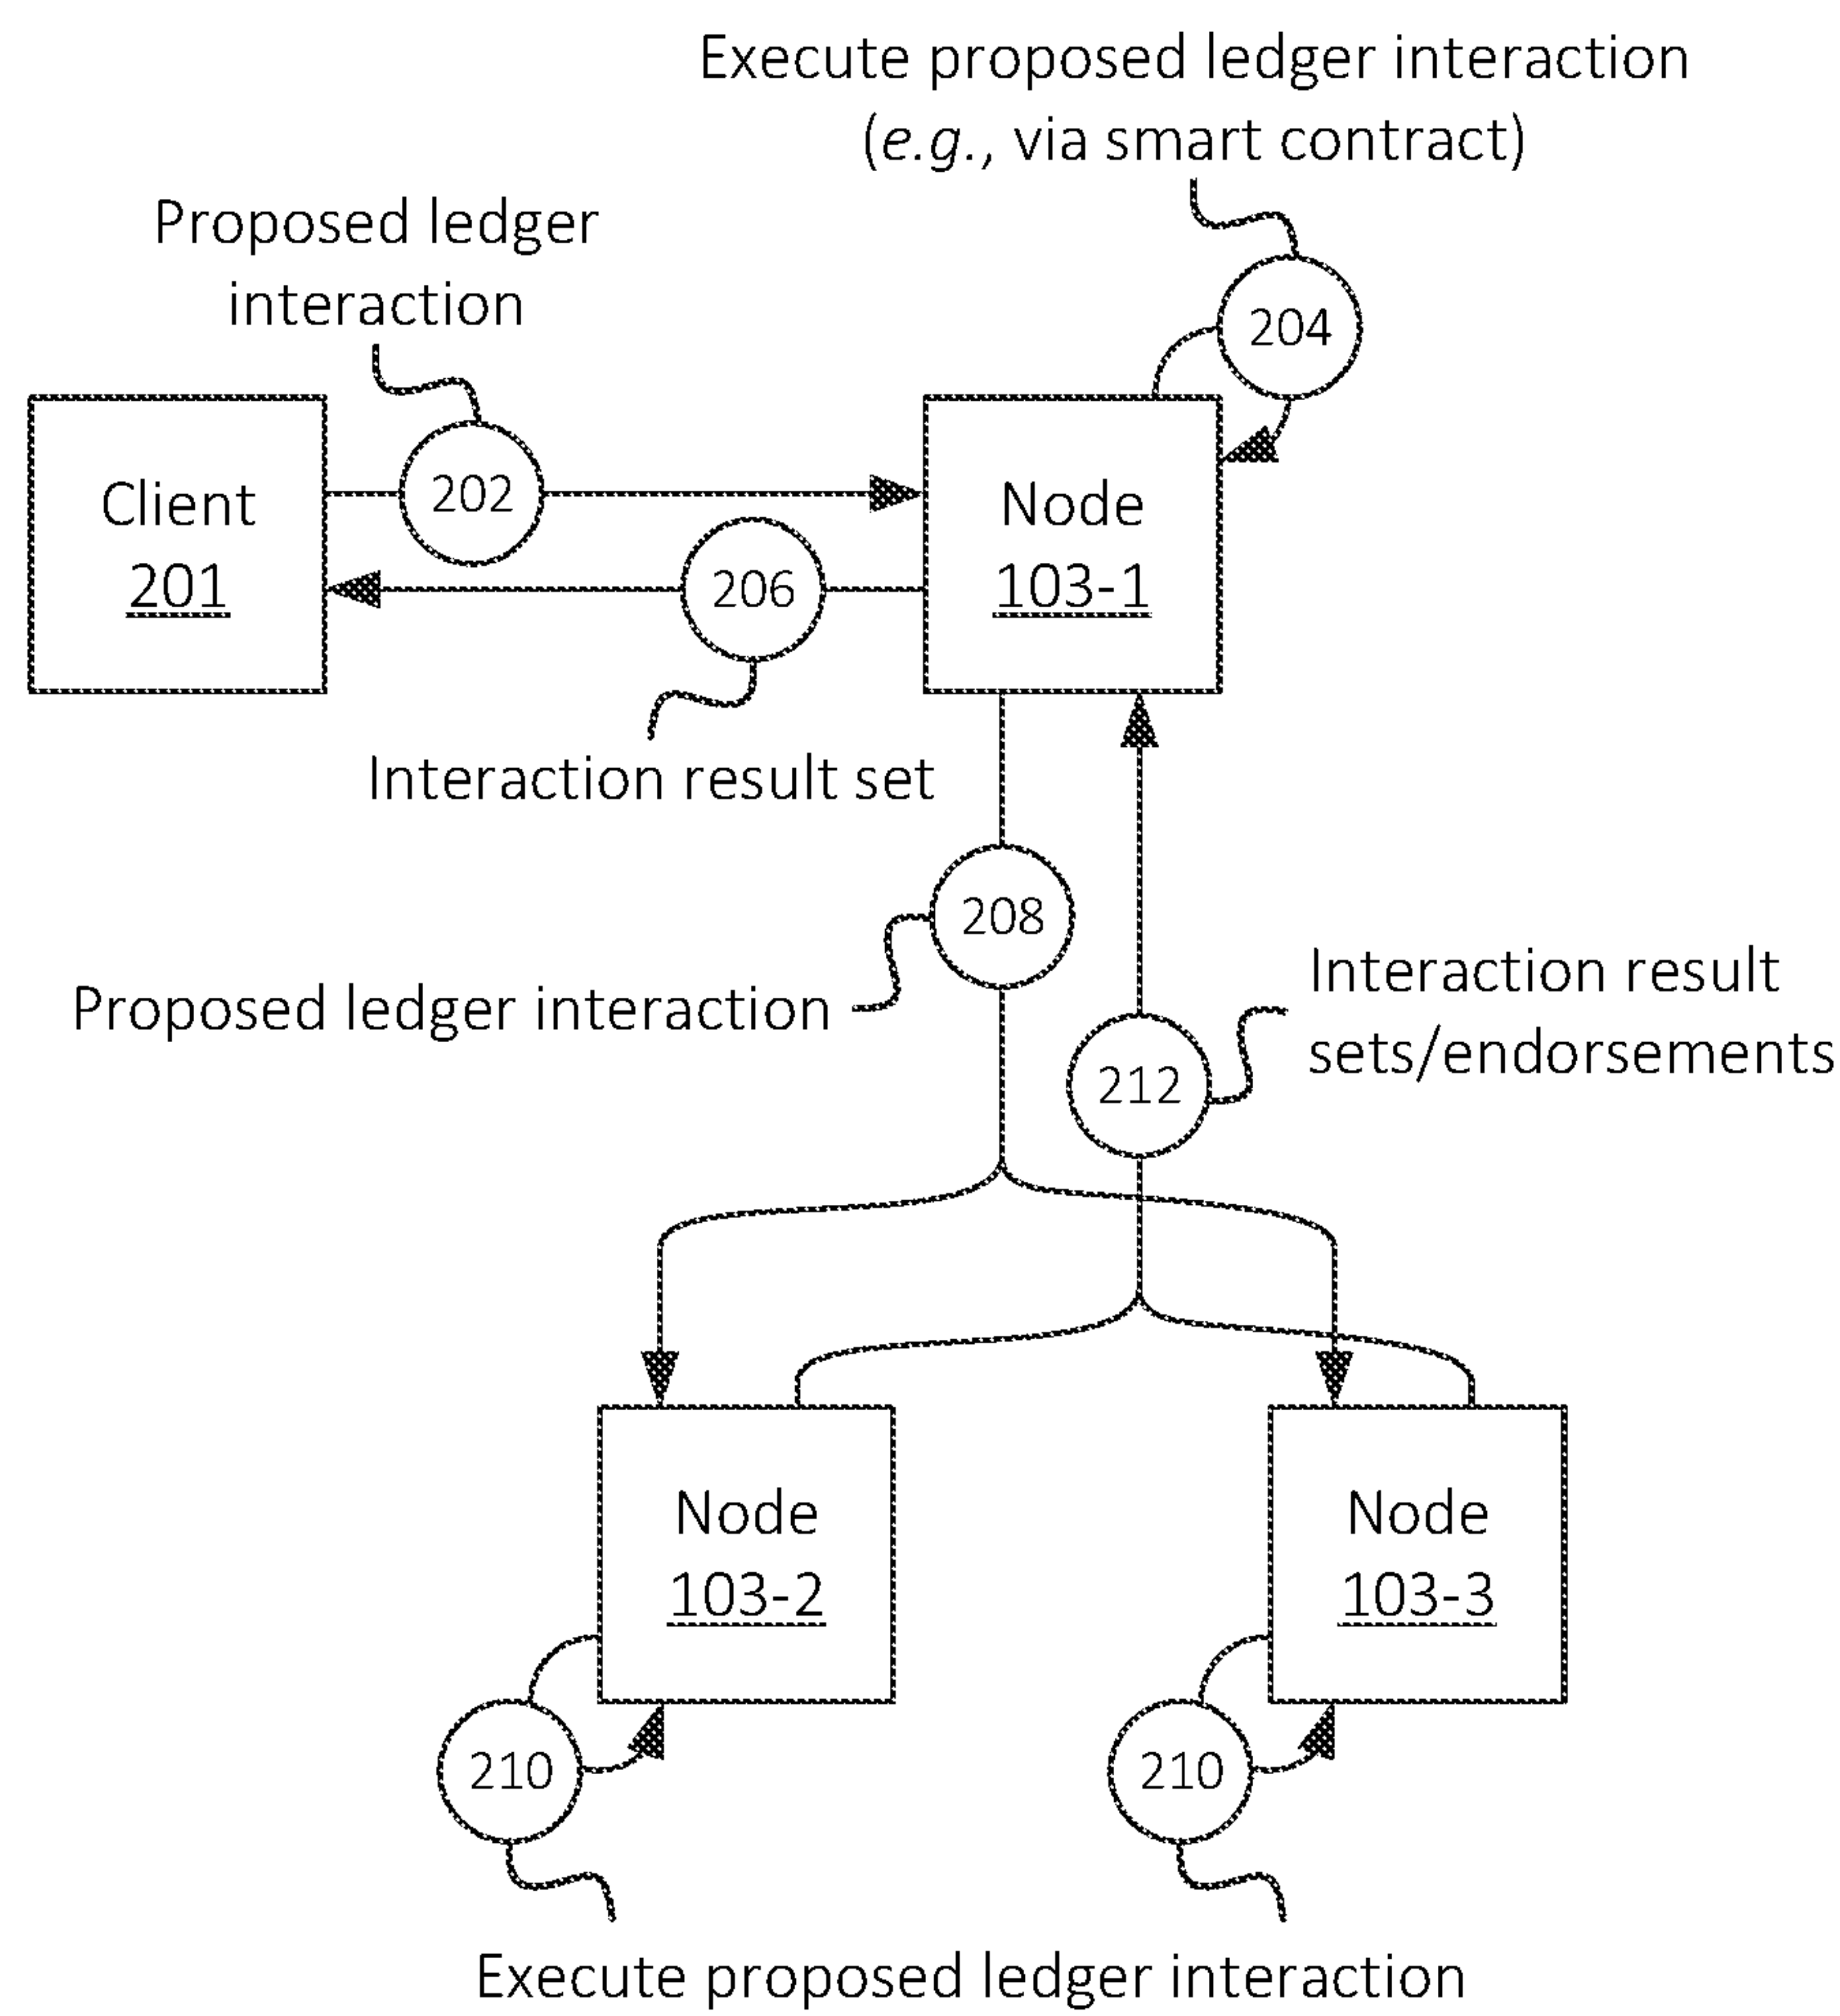 Execute proposed ledger interaction
(e.g., via smart contract)
Proposed ledger
interaction
204
Client
201
202
Node
103-1
206
Interaction result set
208
Proposed ledger interaction
Interaction result
sets/endorsements
212
Node
103-2
Node
103-3
210
210
Execute proposed ledger interaction